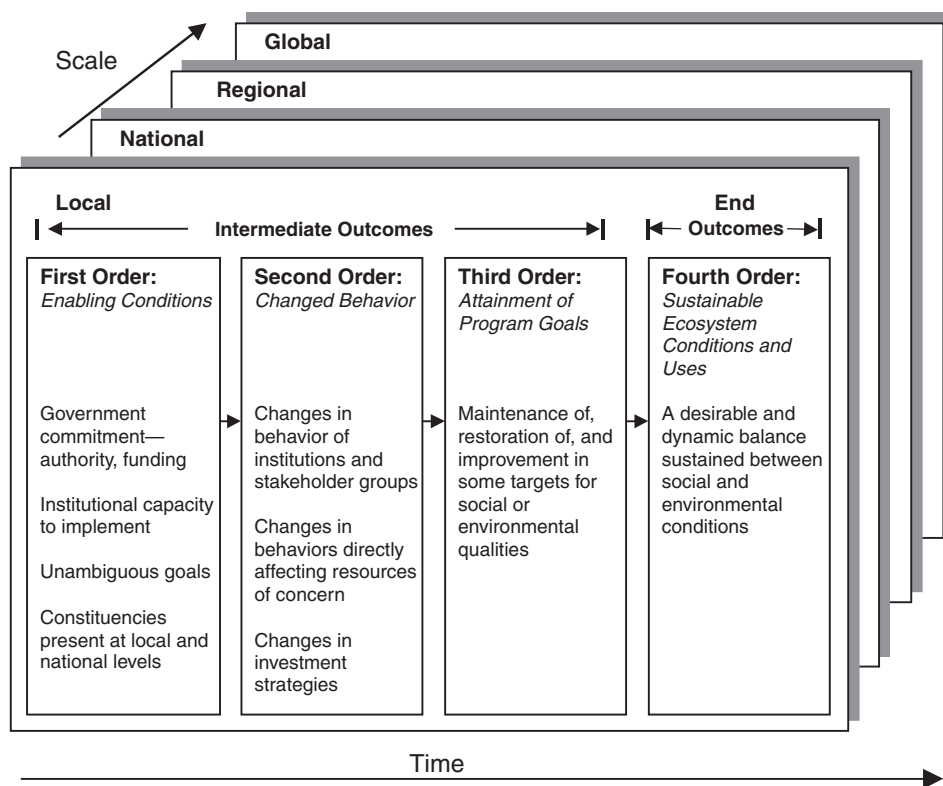 Scale
Global
Regional
National
Local
Intermediate Outcomes
End
Outcomes
First Order:
Enabling Conditions
Government
commitment—
authority, funding
Institutional capacity
to implement
Unambiguous goals
Constituencies
present at local and
national levels
Second Order:
Changed Behavior
Changes in
behavior of
institutions and
stakeholder groups
Changes in
behaviors directly
affecting resources
of concern
Changes in
investment
strategies
Third Order:
Attainment of
Program Goals
Maintenance of,
restoration of, and
improvement in
some targets for
social or
environmental
qualities
Fourth Order:
Sustainable
Ecosystem
Conditions and
Uses
A desirable and
dynamic balance
sustained between
social and
environmental
conditions
Time